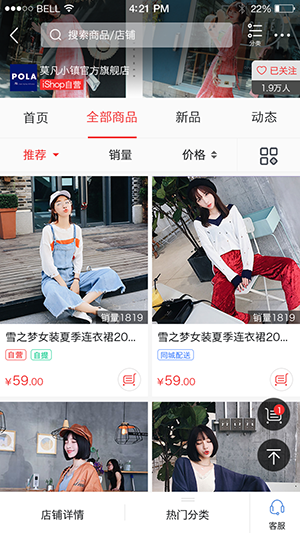 BELL 4:21 PM 22%
搜索商品/店铺
分类
POLA
莫凡小镇官方旗舰店
iShop自营
已关注
1.9万人
首页 全部商品 新品 动态
推荐 销量 价格
销量1819 销量1819
雪之梦女装夏季连衣裙20... 雪之梦女装夏季连衣裙20...
自营 自提 同城配送
¥59.00 ¥59.00
店铺详情 热门分类 客服